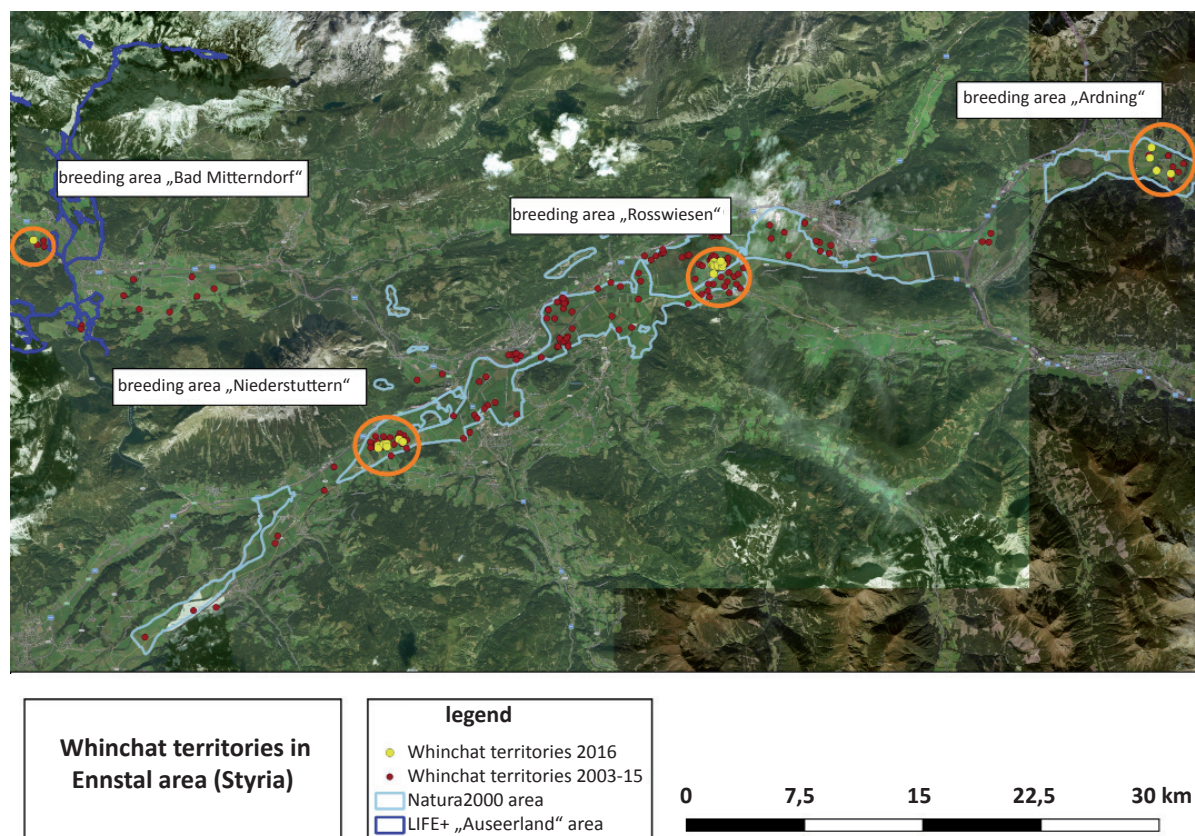 breeding area „Ardning“
breeding area „Bad Mitterndorf“
breeding area „Rosswiesen“
breeding area „Niederstuttern“
Whinchat territories in
Ennstal area (Styria)
legend
Whinchat territories 2016
Whinchat territories 2003-15
Natura2000 area
LIFE+ „Auseerland“ area
0 7,5 15 22,5 30 km